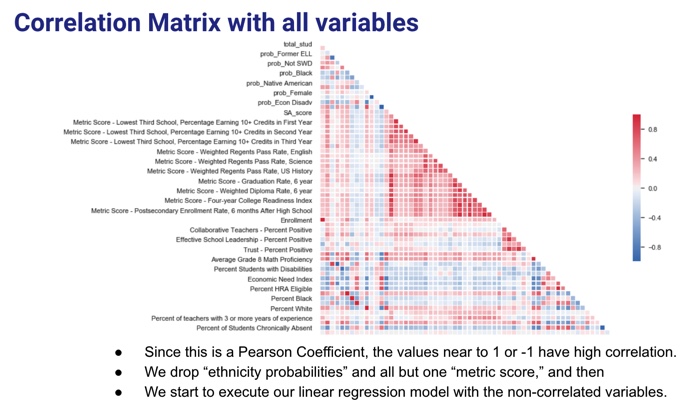 Correlation Matrix with all variables
total_stud
prob_Former ELL
prob_Not SWD
prob_Black
prob_Native American
prob_Female
prob_Econ Disadv
SA_score
Metric Score - Lowest Third School, Percentage Earning 10+ Credits in First Year
Metric Score - Lowest Third School, Percentage Earning 10+ Credits in Second Year
Metric Score - Lowest Third School, Percentage Earning 10+ Credits in Third Year
Metric Score - Weighted Regents Pass Rate, English
Metric Score - Weighted Regents Pass Rate, Science
Metric Score - Weighted Regents Pass Rate, US History
Metric Score - Graduation Rate, 6 year
Metric Score - Weighted Diploma Rate, 6 year
Metric Score - Four-year College Readiness Index
Metric Score - Postsecondary Enrollment Rate, 6 months After High School
Enrollment
Collaborative Teachers - Percent Positive
Effective School Leadership - Percent Positive
Trust - Percent Positive
Average Grade 8 Math Proficiency
Percent Students with Disabilities
Economic Need Index
Percent HRA Eligible
Percent Black
Percent White
Percent of teachers with 3 or more years of experience
Percent of Students Chronically Absent
0.8
0.4
0.0
-0.4
-0.8
● Since this is a Pearson Coefficient, the values near to 1 or -1 have high correlation.
● We drop “ethnicity probabilities” and all but one “metric score,” and then
● We start to execute our linear regression model with the non-correlated variables.